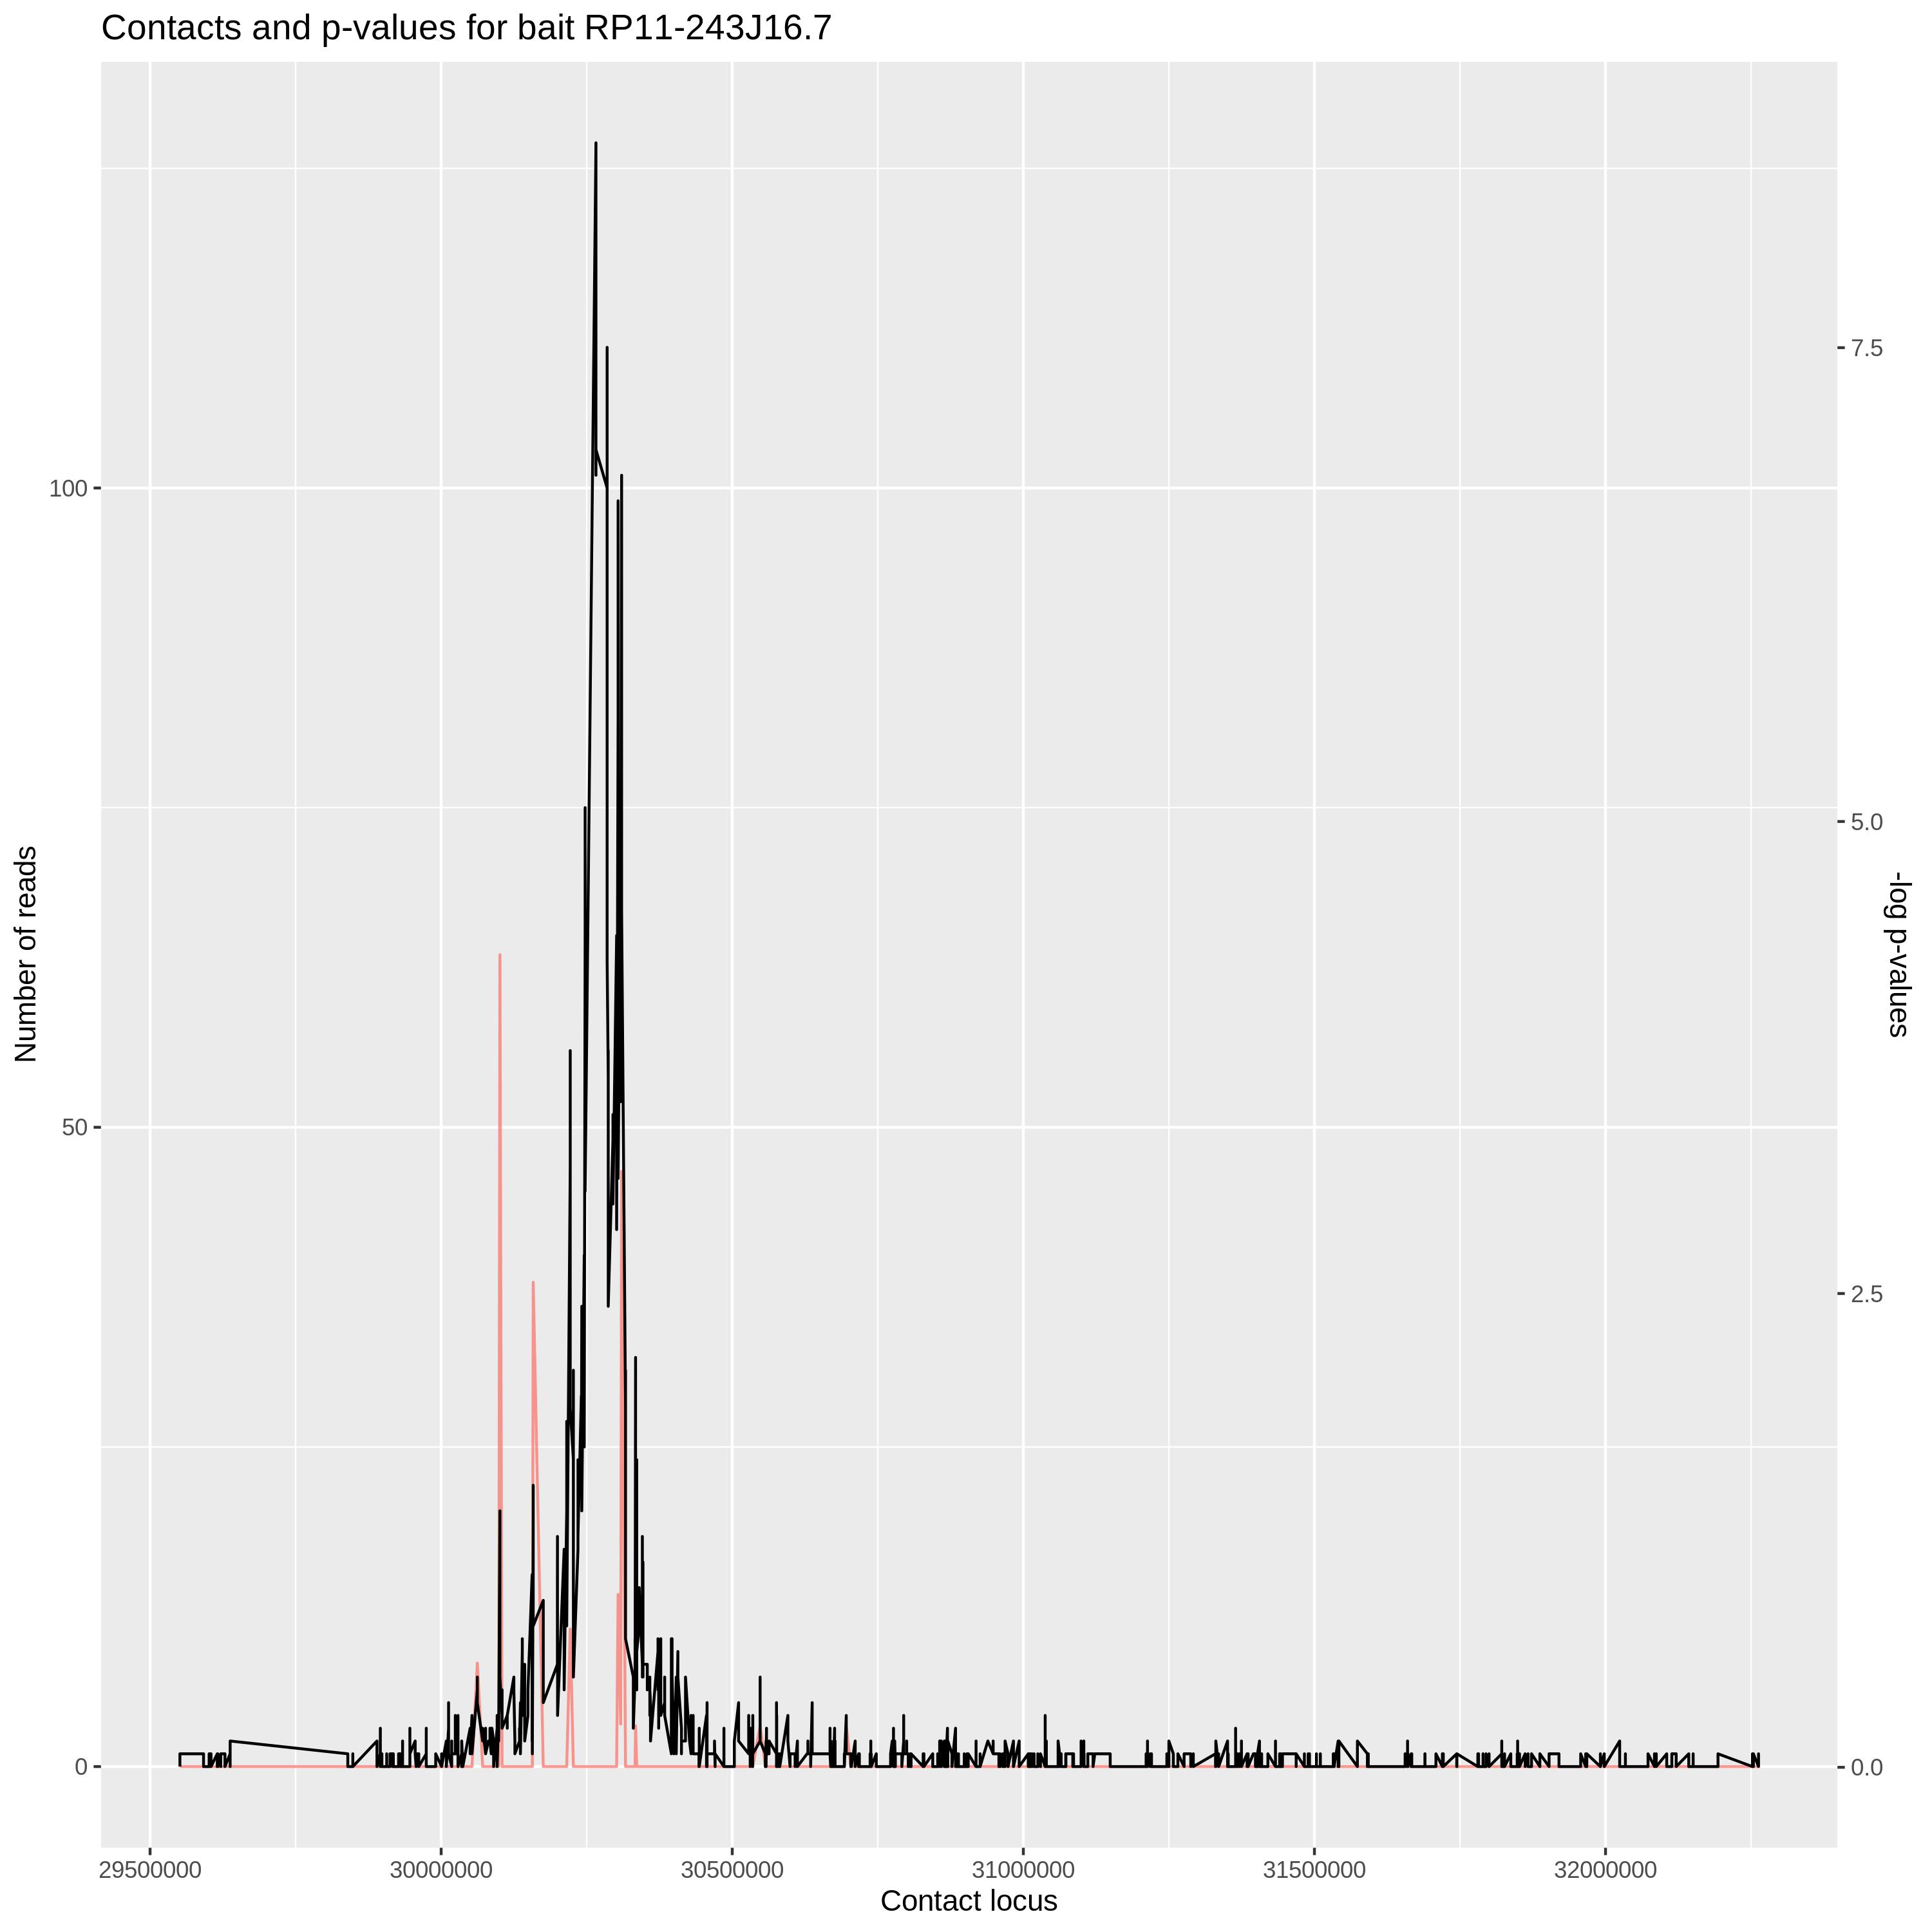 Contacts and p-values for bait RP11-243J16.7
Number of reads
100
50
0
7.5
5.0
2.5
0.0
-log p-values
29500000 30000000 30500000 31000000 31500000 32000000
Contact locus